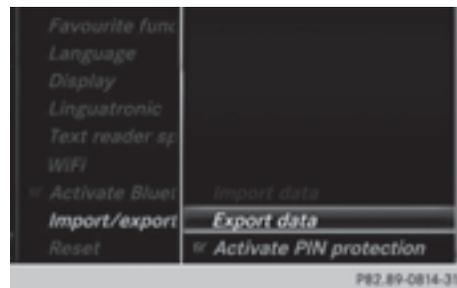 Favourite func
Language
Display
Linguatronic
Text reader sp
WiFi
Activate Bluet
Import/export
Reset
Import data
Export data
Activate PIN protection
P82.89-0814-31